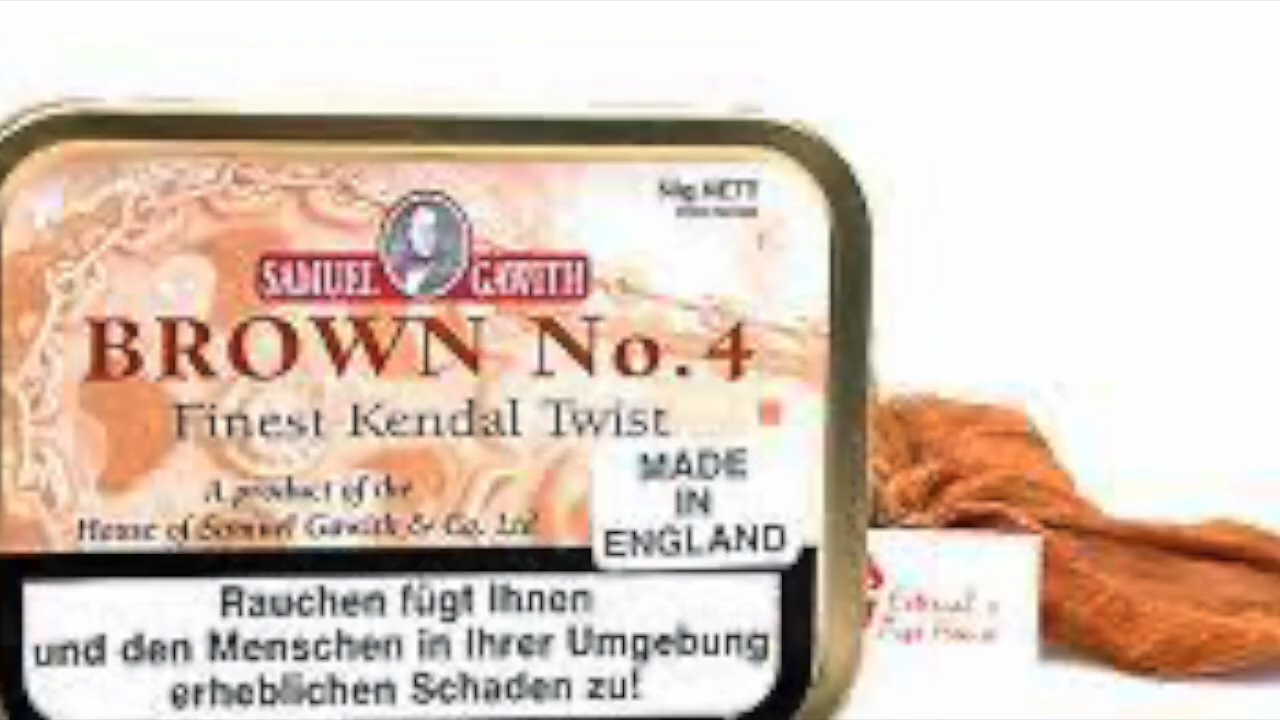 50g NETT
SAMUEL GAWITH
BROWN No.4
Finest Kendal Twist
A product of the
House of Samuel Gawith & Co. Ltd
MADE
IN
ENGLAND
Rauchen fügt Ihnen
und den Menschen in Ihrer Umgebung
erheblichen Schaden zu!